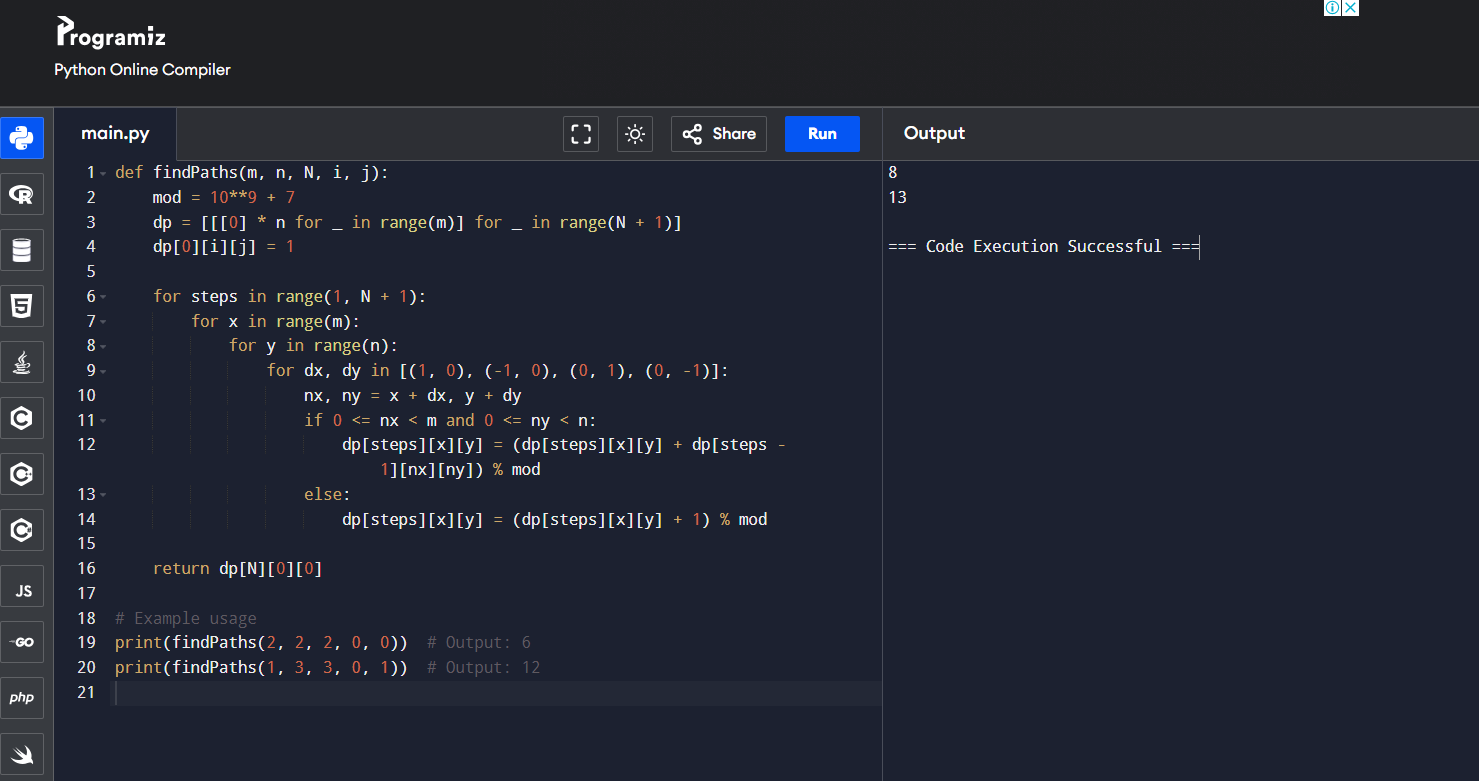 Programiz
Python Online Compiler
main.py
Share
Run
Output
1 def findPaths(m, n, N, i, j):
2     mod = 10**9 + 7
3     dp = [[[0] * n for _ in range(m)] for _ in range(N + 1)]
4     dp[0][i][j] = 1
5
6     for steps in range(1, N + 1):
7         for x in range(m):
8             for y in range(n):
9                 for dx, dy in [(1, 0), (-1, 0), (0, 1), (0, -1)]:
10                     nx, ny = x + dx, y + dy
11                     if 0 <= nx < m and 0 <= ny < n:
12                         dp[steps][x][y] = (dp[steps][x][y] + dp[steps -
1][nx][ny]) % mod
13                     else:
14                         dp[steps][x][y] = (dp[steps][x][y] + 1) % mod
15
16     return dp[N][0][0]
17
18 # Example usage
19 print(findPaths(2, 2, 2, 0, 0))  # Output: 6
20 print(findPaths(1, 3, 3, 0, 1))  # Output: 12
21
8
13
=== Code Execution Successful ===
R
5
C
C
C
JS
GO
php